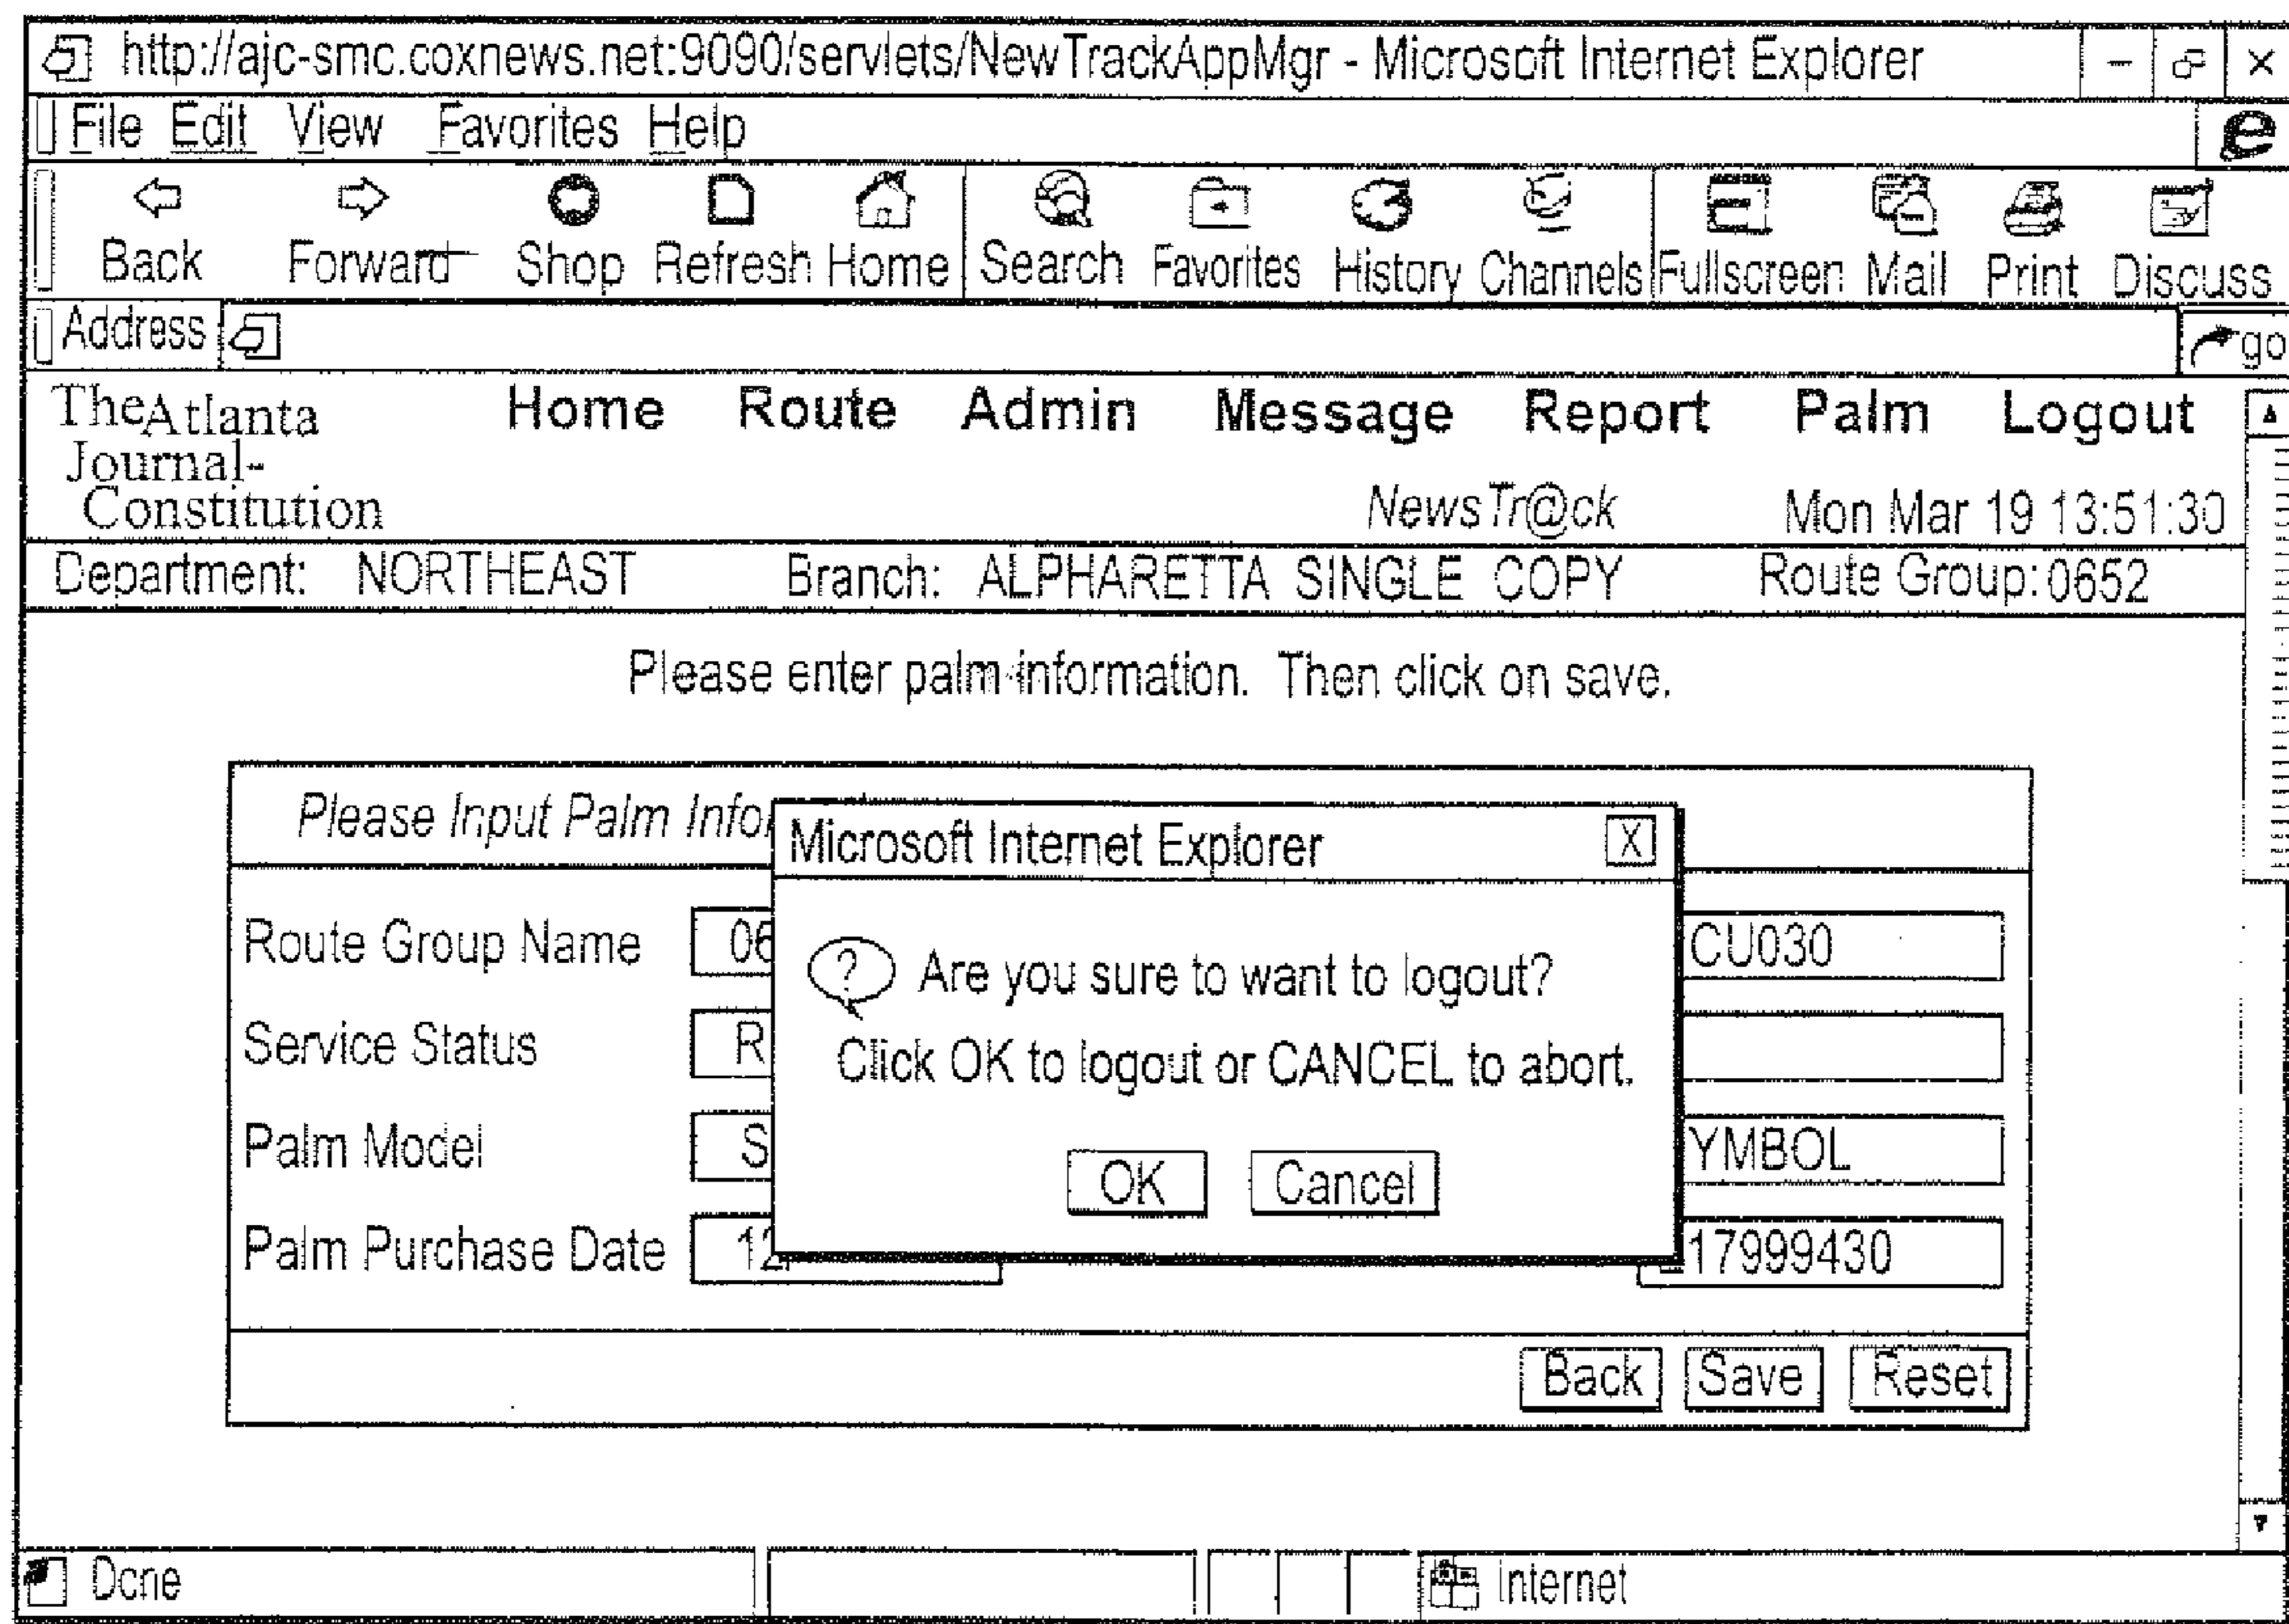 http://ajc-smc.coxnews.net:9090/servlets/NewTrackAppMgr - Microsoft Internet Explorer
File Edit View Favorites Help
Back Forward Shop Refresh Home Search Favorites History Channels Fullscreen Mail Print Discuss
Address go
The Atlanta Journal-Constitution
Home Route Admin Message Report Palm Logout
NewsTr@ck Mon Mar 19 13:51:30
Department: NORTHEAST Branch: ALPHARETTA SINGLE COPY Route Group: 0652
Please enter palm information. Then click on save.
Please Input Palm Infor
Microsoft Internet Explorer X
Are you sure to want to logout?
Click OK to logout or CANCEL to abort.
OK Cancel
Route Group Name 06 CU030
Service Status R
Palm Model S YMBOL
Palm Purchase Date 12 17999430
Back Save Reset
Done internet